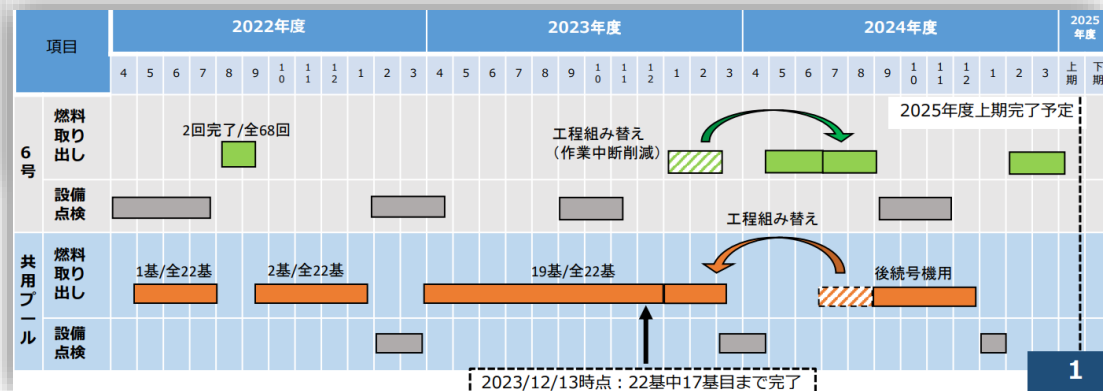 項目
2022年度
2023年度
2024年度
2025年度
4 5 6 7 8 9 10 11 12 1 2 3 4 5 6 7 8 9 10 11 12 1 2 3 4 5 6 7 8 9 10 11 12 1 2 3 上期 下期
6号
燃料取り出し
2回完了/全68回
工程組み替え
（作業中断削減）
2025年度上期完了予定
設備点検
工程組み替え
共用プール
燃料取り出し
1基/全22基
2基/全22基
19基/全22基
後続号機用
設備点検
2023/12/13時点：22基中17基目まで完了
1